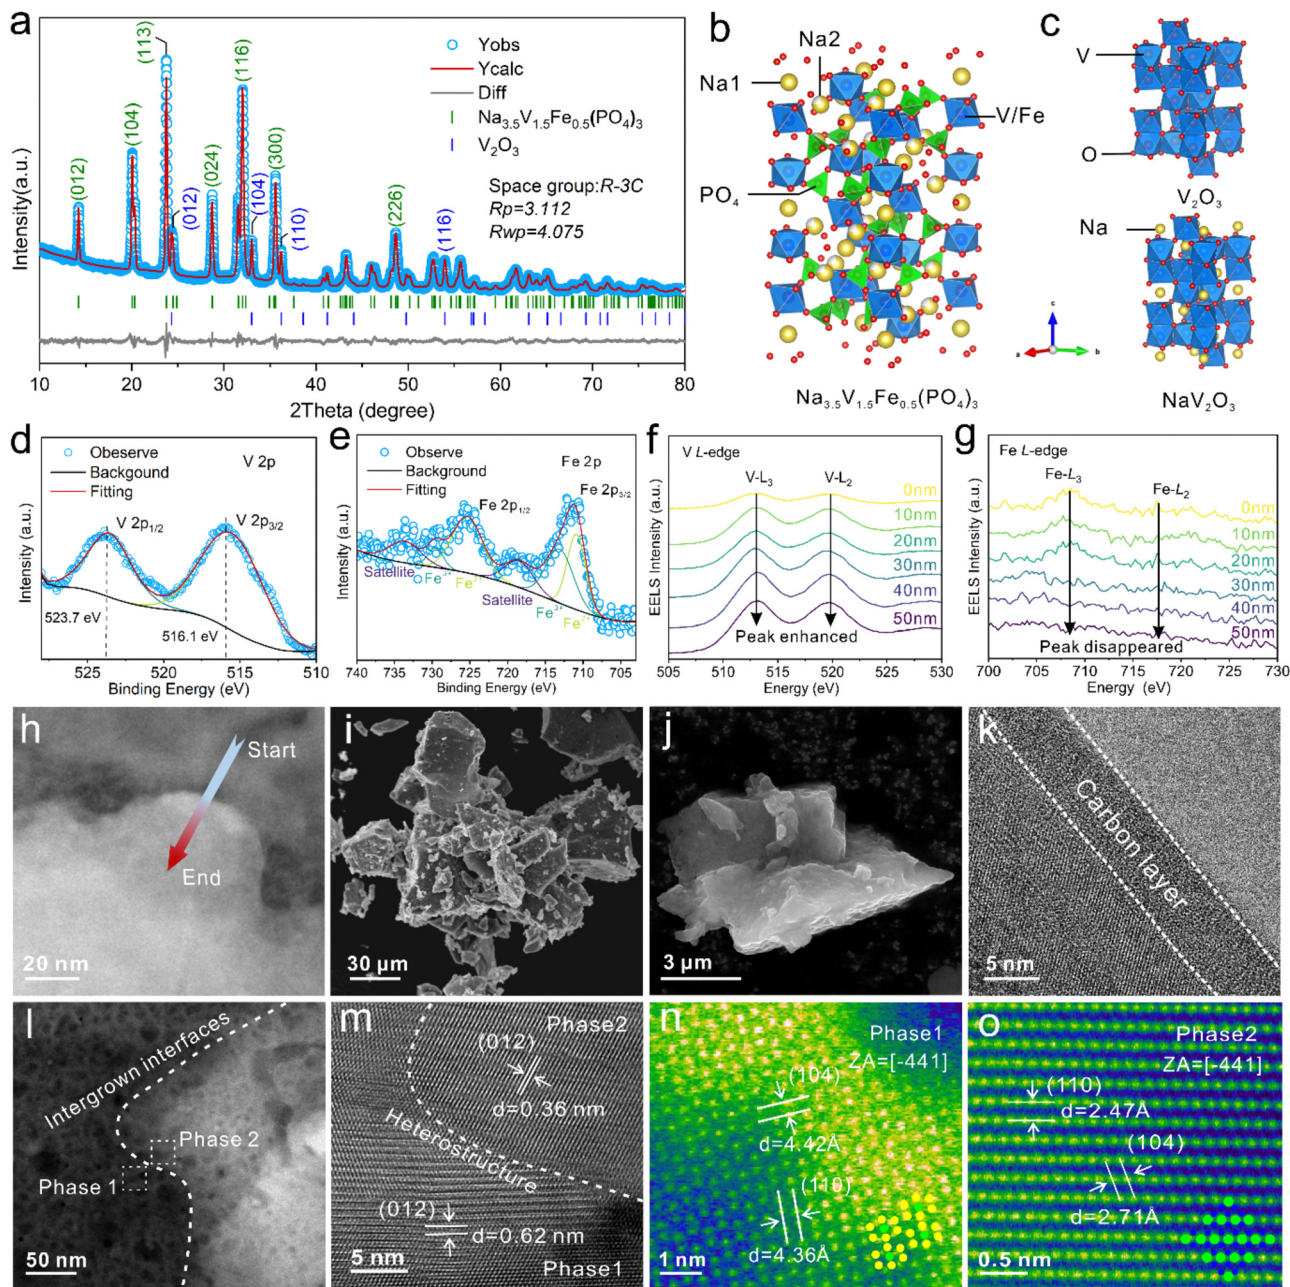 a
(113)
(116)
(104)
(300)
(024)
(012)
(104)
(012)
(110)
(226)
(116)
Yobs
Ycalc
Diff
Na3.5V1.5Fe0.5(PO4)3
V2O3
Space group:R-3C
Rp=3.112
Rwp=4.075
Intensity(a.u.)
10 20 30 40 50 60 70 80
2Theta (degree)
b
Na2
Na1
V/Fe
PO4
Na3.5V1.5Fe0.5(PO4)3
c
V
O
V2O3
Na
c
a
b
NaV2O3
d
Obeserve
Backgound
Fitting
V 2p
V 2p1/2
V 2p3/2
523.7 eV
516.1 eV
Intensity (a.u.)
525 520 515 510
Binding Energy (eV)
e
Obeserve
Background
Fitting
Fe 2p
Fe 2p3/2
Fe 2p1/2
Satellite
Fe3+
Satellite
Fe3+
Intensity (a.u.)
740 735 730 725 720 715 710 705
Binding Energy (eV)
f
V L-edge
V-L3
V-L2
0nm
10nm
20nm
30nm
40nm
50nm
Peak enhanced
EELS Intensity (a.u.)
505 510 515 520 525 530
Energy (eV)
g
Fe L-edge
Fe-L3
Fe-L2
0nm
10nm
20nm
30nm
40nm
50nm
Peak disappeared
EELS Intensity (a.u.)
700 705 710 715 720 725 730
Energy (eV)
h
Start
End
20 nm
i
30 μm
j
3 μm
k
Carbon layer
5 nm
l
Intergrown interfaces
Phase 2
Phase 1
50 nm
m
Phase2
(012)
d=0.36 nm
Heterostructure
(012)
d=0.62 nm
5 nm
Phase1
n
Phase1
ZA=[-441]
(104)
d=4.42Å
(110)
d=4.36Å
1 nm
o
Phase2
ZA=[-441]
(110)
d=2.47Å
(104)
d=2.71Å
0.5 nm